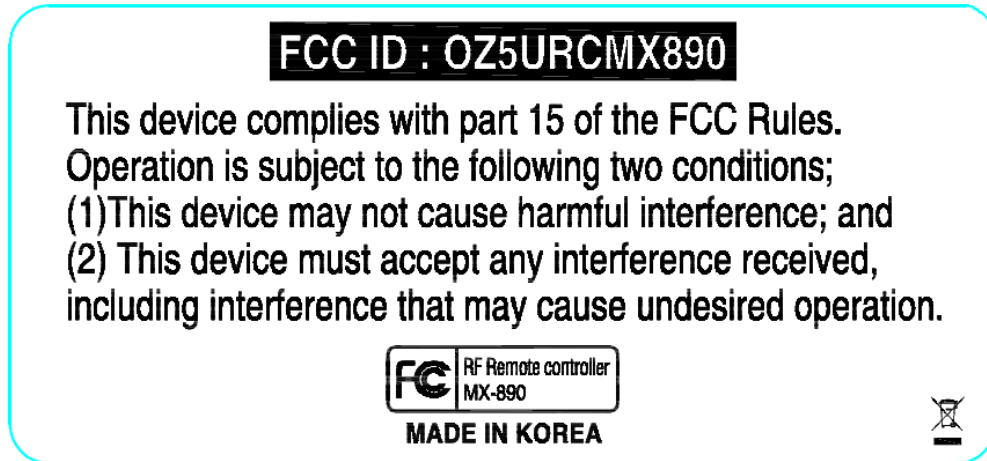 FCC ID : OZ5URCMX890
This device complies with part 15 of the FCC Rules.
Operation is subject to the following two conditions;
(1)This device may not cause harmful interference; and
(2) This device must accept any interference received,
including interference that may cause undesired operation.
FC
RF Remote controller
MX-890
MADE IN KOREA